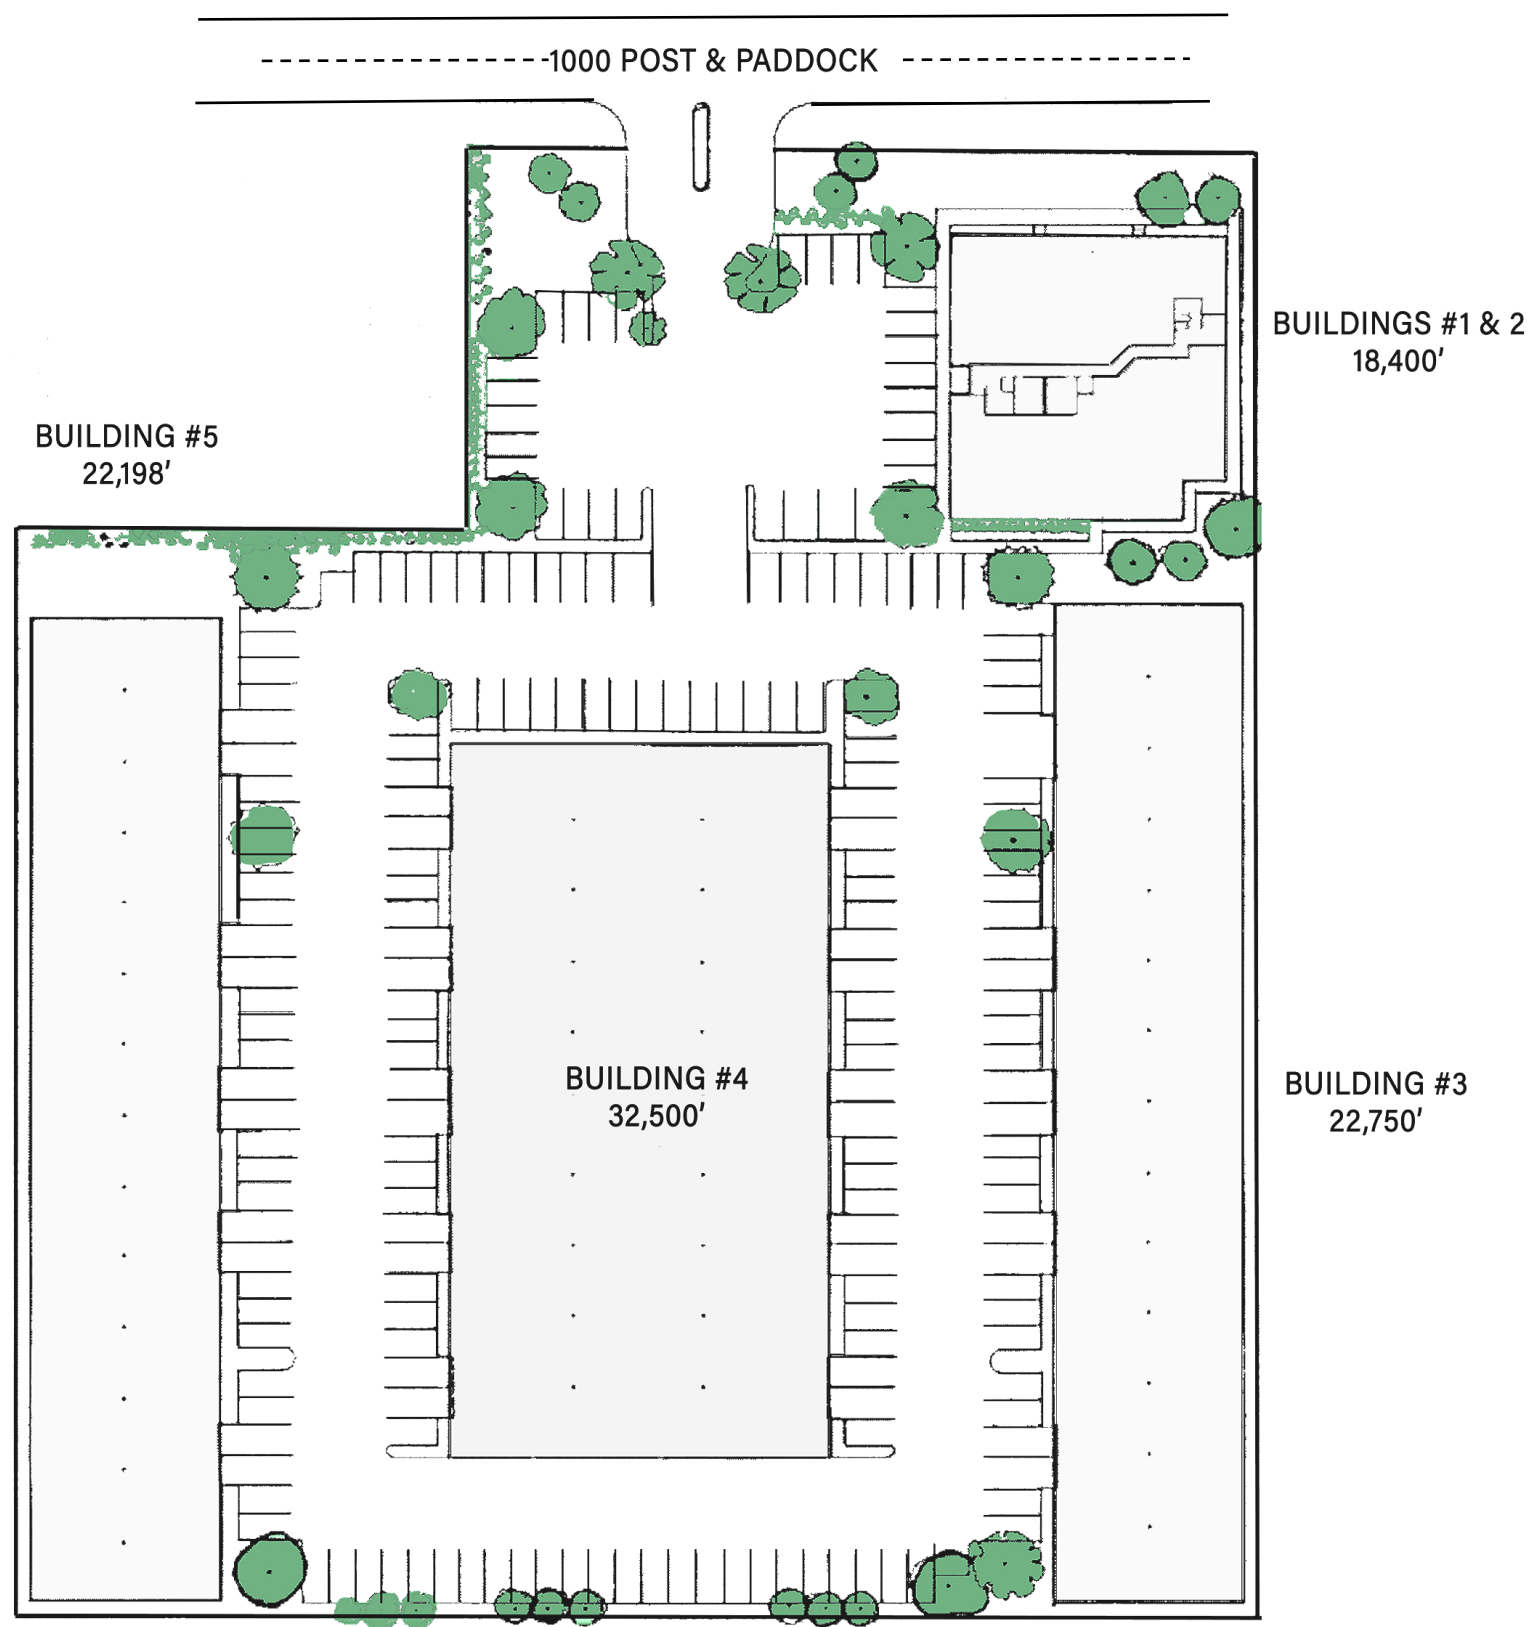 1000 POST & PADDOCK
BUILDINGS #1 & 2
18,400'
BUILDING #5
22,198'
BUILDING #4
32,500'
BUILDING #3
22,750'